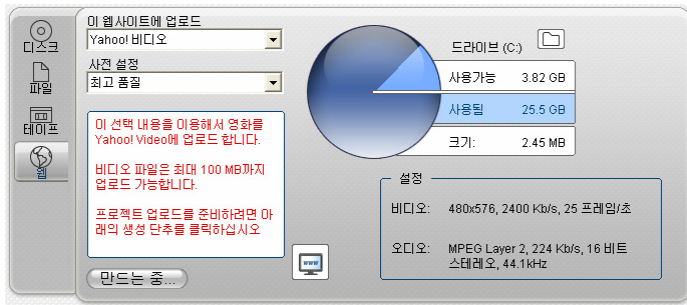 디스크
파일
테이프
웹
이 웹사이트에 업로드
Yahoo! 비디오
사전 설정
최고 품질
이 선택 내용을 이용해서 영화를
Yahoo! Video에 업로드 합니다.
비디오 파일은 최대 100 MB까지
업로드 가능합니다.
프로젝트 업로드를 준비하려면 아
래의 생성 단추를 클릭하십시오
만드는 중...
www
드라이브 (C:)
사용가능 3.82 GB
사용됨 25.5 GB
크기: 2.45 MB
설정
비디오: 480x576, 2400 Kb/s, 25 프레임/초
오디오: MPEG Layer 2, 224 Kb/s, 16 비트
스테레오, 44.1kHz